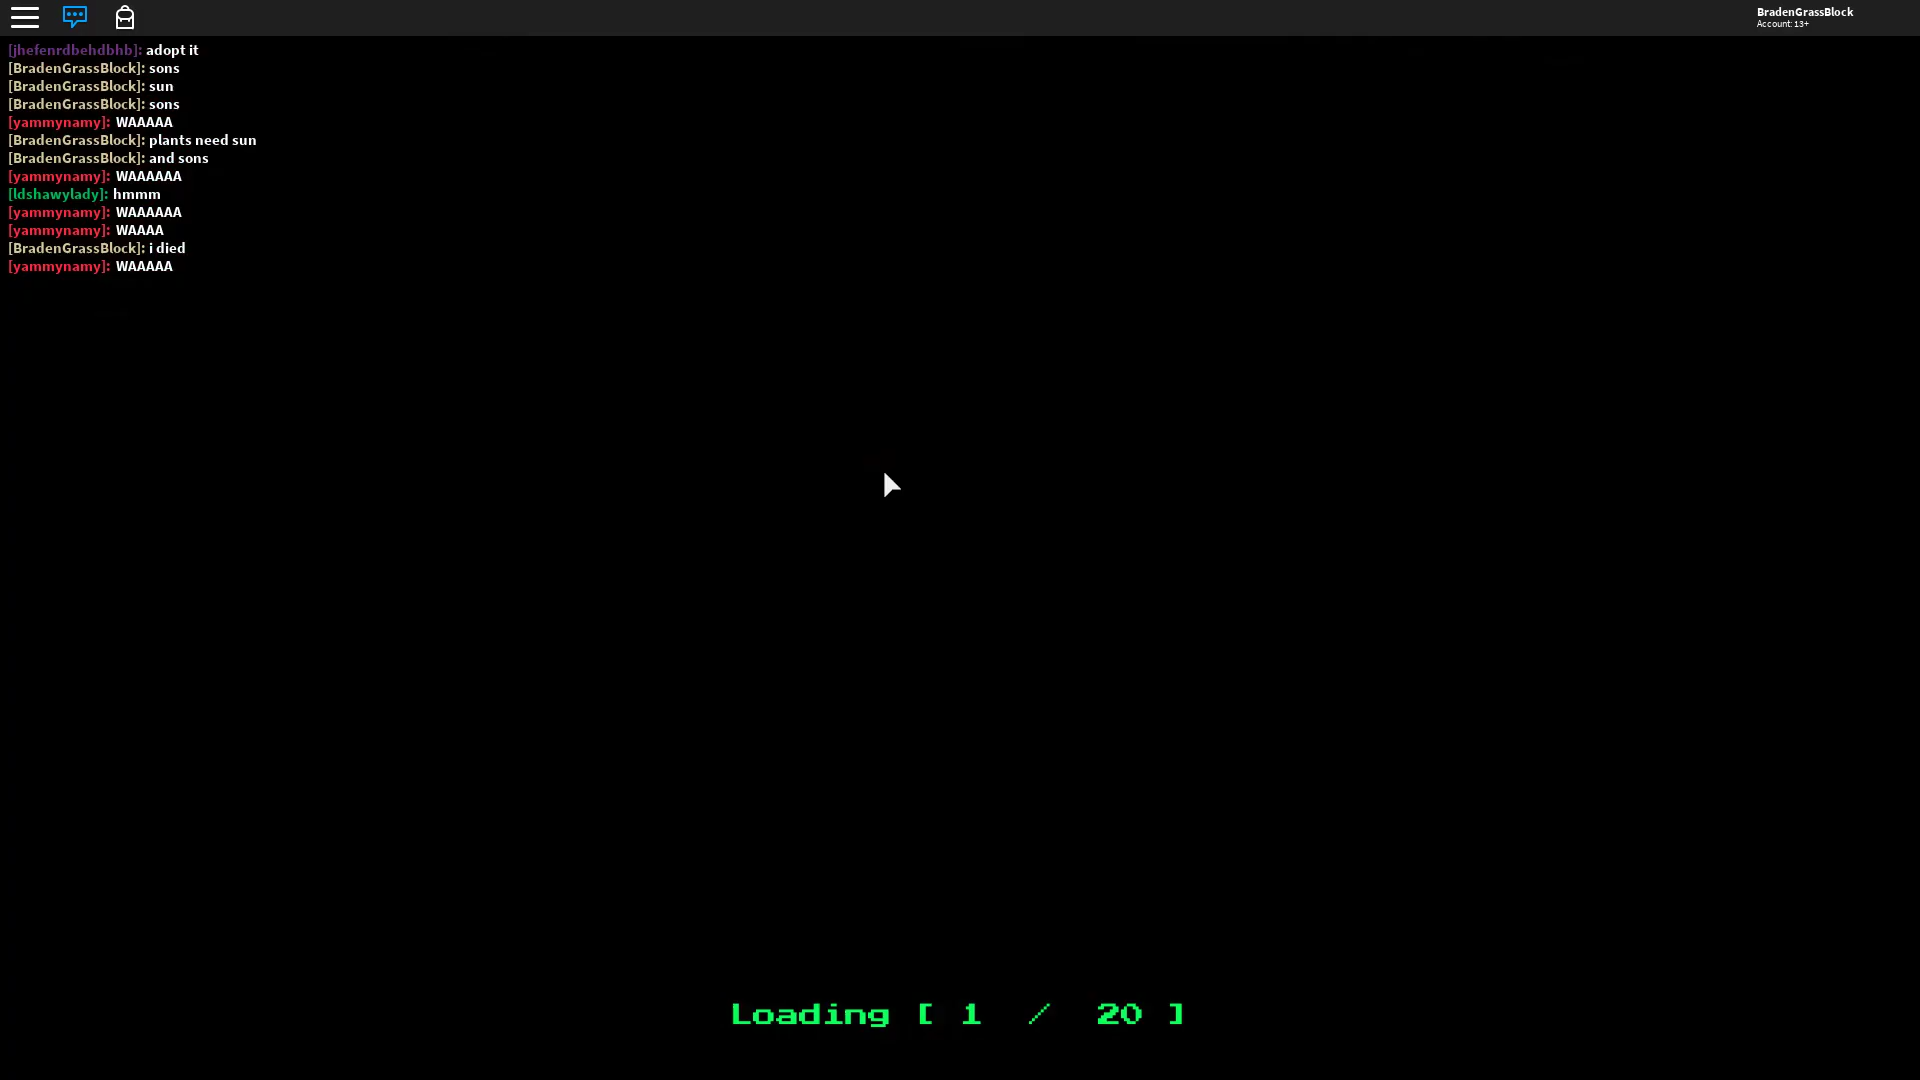 BradenGrassBlock
Account: 13+
[jhefenrdbehdbhb]: adopt it
[BradenGrassBlock]: sons
[BradenGrassBlock]: sun
[BradenGrassBlock]: sons
[yammynamy]: WAAAAA
[BradenGrassBlock]: plants need sun
[BradenGrassBlock]: and sons
[yammynamy]: WAAAAAA
[ldshawylady]: hmmm
[yammynamy]: WAAAAAA
[yammynamy]: WAAAA
[BradenGrassBlock]: i died
[yammynamy]: WAAAAA
Loading [ 1 / 20 ]